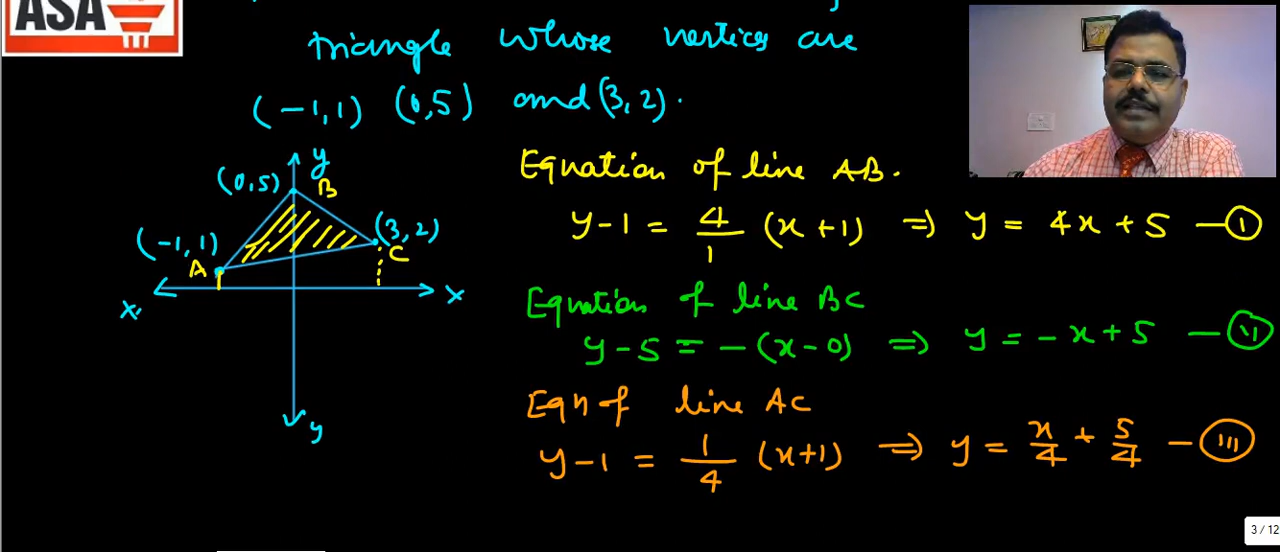 ASA
triangle whose vertices are
(-1,1) (0,5) and (3,2).
y
(0,5) B
(3,2)
(-1,1)
A
C
x
x
y
Equation of line AB.
y-1 = 4/1 (x+1) ⇒ y = 4x+5 —(I)
Equation of line BC
y-5 = -(x-0) ⇒ y = -x+5 —(II)
Eqn of line AC
y-1 = 1/4 (x+1) ⇒ y = x/4 + 5/4 —(III)
3 / 12